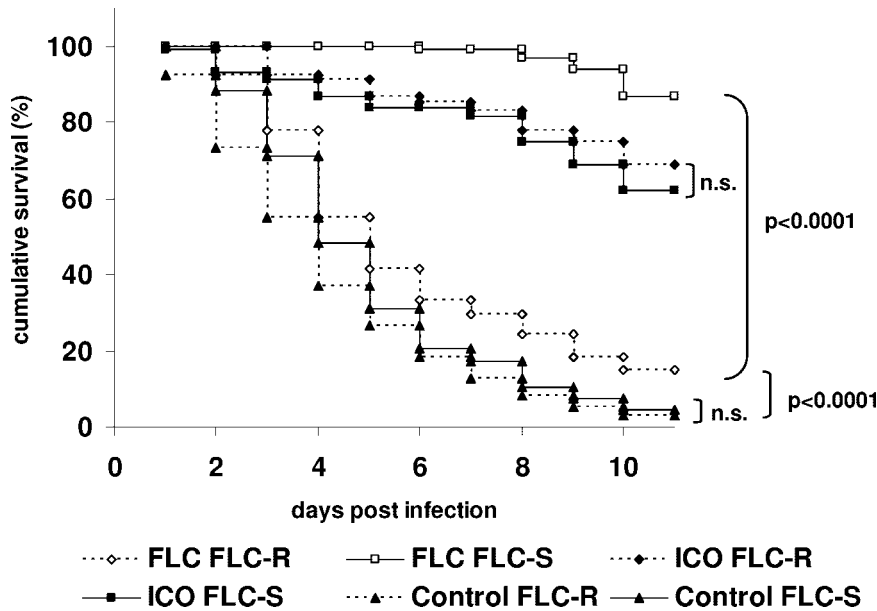 cumulative survival (%)
100
80
60
40
20
0
n.s.
p<0.0001
p<0.0001
n.s.
0 2 4 6 8 10
days post infection
FLC FLC-R FLC FLC-S ICO FLC-R
ICO FLC-S Control FLC-R Control FLC-S